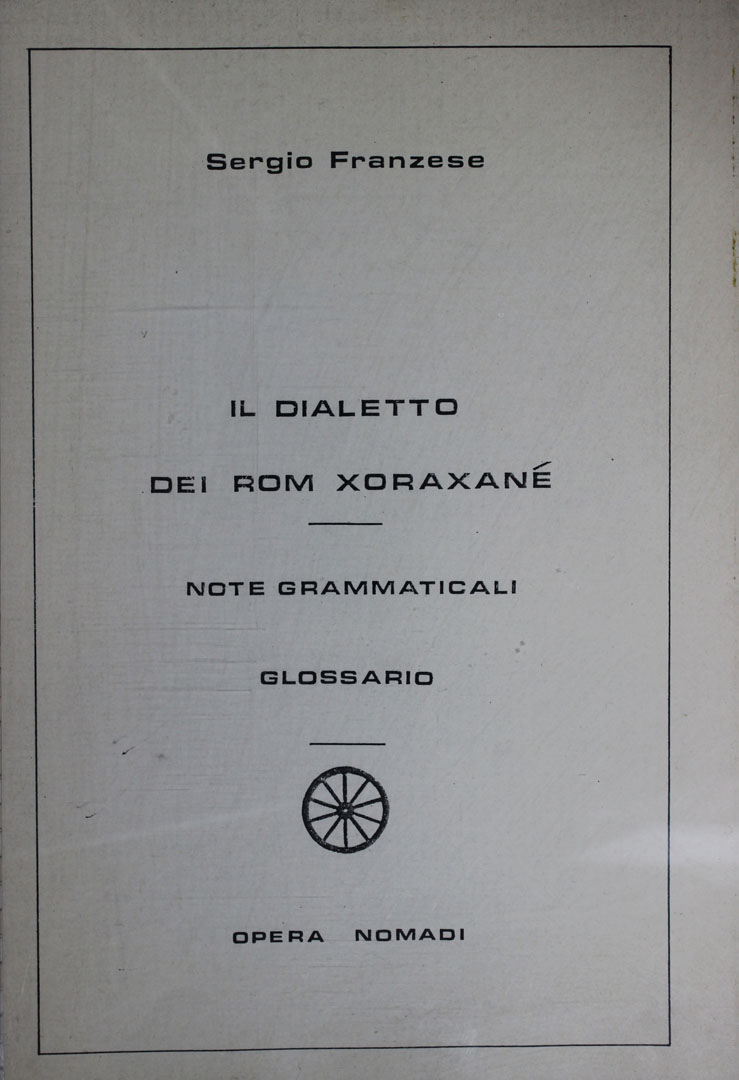 Sergio Franzese
IL DIALETTO
DEI ROM XORAXANÉ
NOTE GRAMMATICALI
GLOSSARIO
OPERA NOMADI